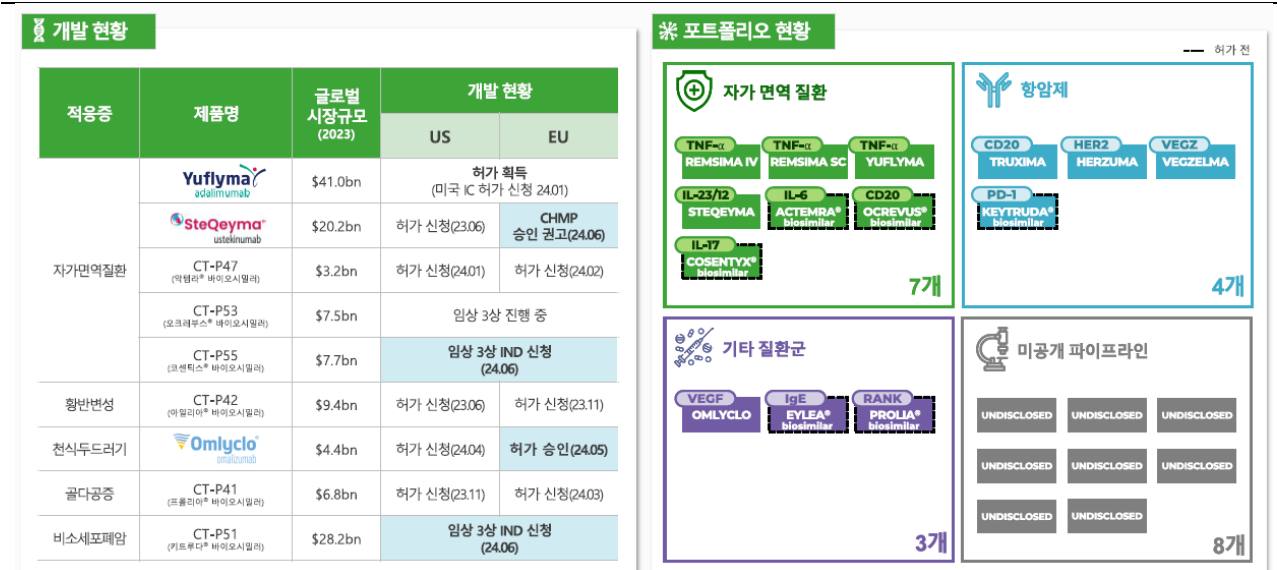 개발 현황
적응증
제품명
글로벌
시장규모
(2023)
개발 현황
US
EU
자가면역질환
Yuflyma
adalimumab
$41.0bn
허가 획득
(미국 IC 허가 신청 24.01)
SteQeyma®
ustekinumab
$20.2bn
허가 신청(23.06)
CHMP
승인 권고(24.06)
CT-P47
(악템라® 바이오시밀러)
$3.2bn
허가 신청(24.01)
허가 신청(24.02)
CT-P53
(오크레부스® 바이오시밀러)
$7.5bn
임상 3상 진행 중
CT-P55
(코센틱스® 바이오시밀러)
$7.7bn
임상 3상 IND 신청
(24.06)
황반변성
CT-P42
(아일리아® 바이오시밀러)
$9.4bn
허가 신청(23.06)
허가 신청(23.11)
천식두드러기
Omlyclo®
omalizumab
$4.4bn
허가 신청(24.04)
허가 승인(24.05)
골다공증
CT-P41
(프롤리아® 바이오시밀러)
$6.8bn
허가 신청(23.11)
허가 신청(24.03)
비소세포폐암
CT-P51
(키트루다® 바이오시밀러)
$28.2bn
임상 3상 IND 신청
(24.06)
포트폴리오 현황
허가 전
자가 면역 질환
TNF-α
REMSIMA IV
TNF-α
REMSIMA SC
TNF-α
YUFLYMA
IL-23/12
STEQEYMA
IL-6
ACTEMRA®
biosimilar
CD20
OCREVUS®
biosimilar
IL-17
COSENTYX®
biosimilar
7개
항암제
CD20
TRUXIMA
HER2
HERZUMA
VEGZ
VEGZELMA
PD-1
KEYTRUDA®
biosimilar
4개
기타 질환군
VEGF
OMLYCLO
IgE
EYLEA®
biosimilar
RANK
PROLIA®
biosimilar
3개
미공개 파이프라인
UNDISCLOSED
UNDISCLOSED
UNDISCLOSED
UNDISCLOSED
UNDISCLOSED
UNDISCLOSED
UNDISCLOSED
UNDISCLOSED
8개